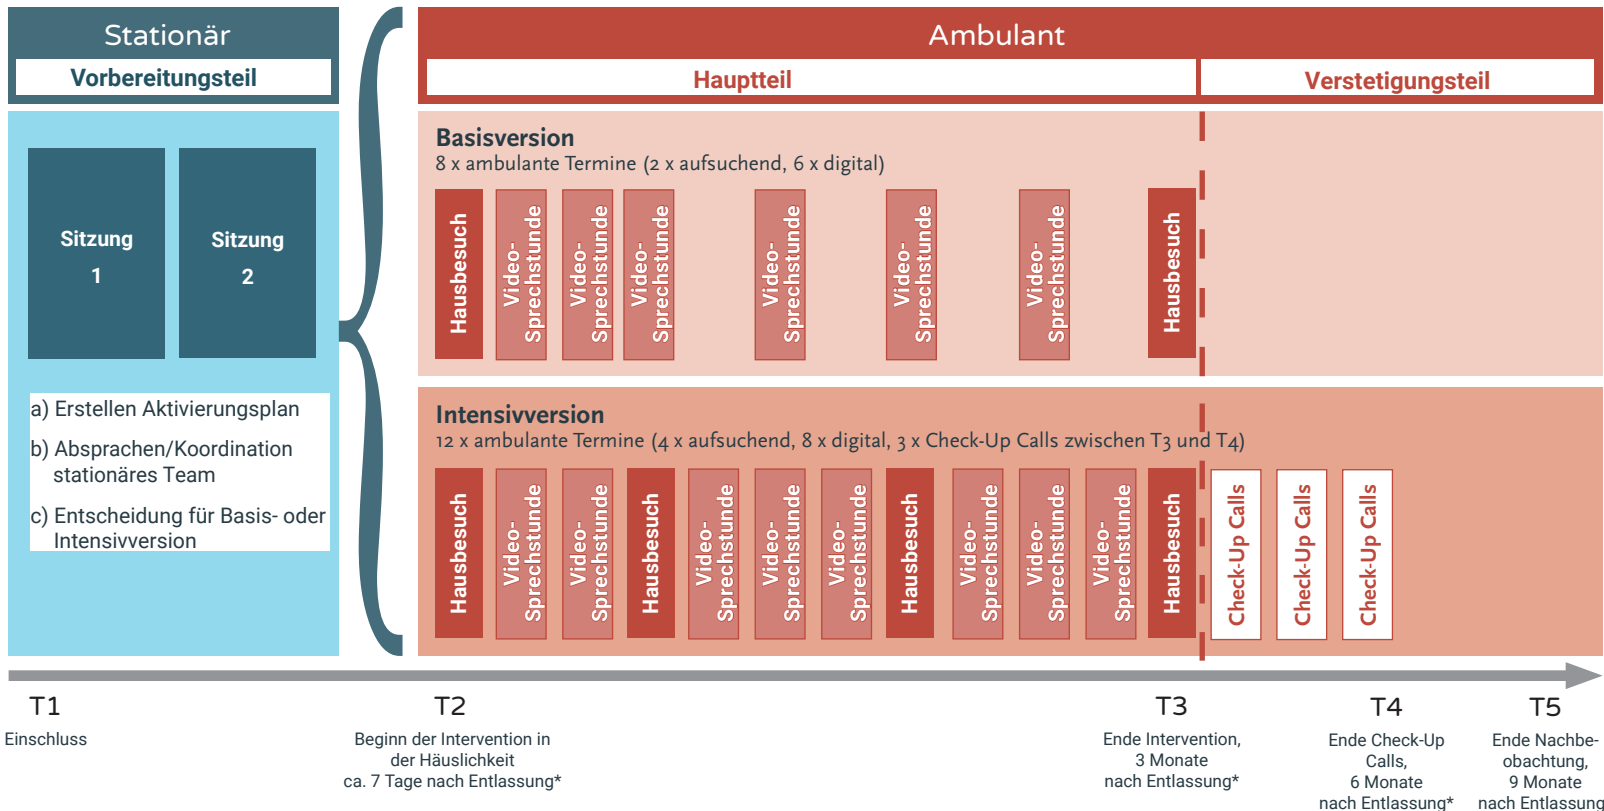 Stationär
Vorbereitungsteil
Sitzung
1
Sitzung
2
a) Erstellen Aktivierungsplan
b) Absprachen/Koordination
stationäres Team
c) Entscheidung für Basis- oder
Intensivversion
Ambulant
Hauptteil
Verstetigungsteil
Basisversion
8 x ambulante Termine (2 x aufsuchend, 6 x digital)
Hausbesuch
Video-
Sprechstunde
Video-
Sprechstunde
Video-
Sprechstunde
Video-
Sprechstunde
Video-
Sprechstunde
Video-
Sprechstunde
Hausbesuch
Intensivversion
12 x ambulante Termine (4 x aufsuchend, 8 x digital, 3 x Check-Up Calls zwischen T3 und T4)
Hausbesuch
Video-
Sprechstunde
Video-
Sprechstunde
Hausbesuch
Video-
Sprechstunde
Video-
Sprechstunde
Video-
Sprechstunde
Hausbesuch
Video-
Sprechstunde
Video-
Sprechstunde
Video-
Sprechstunde
Hausbesuch
Check-Up Calls
Check-Up Calls
Check-Up Calls
T1
Einschluss
T2
Beginn der Intervention in
der Häuslichkeit
ca. 7 Tage nach Entlassung*
T3
Ende Intervention,
3 Monate
nach Entlassung*
T4
Ende Check-Up
Calls,
6 Monate
nach Entlassung*
T5
Ende Nachbe-
obachtung,
9 Monate
nach Entlassung